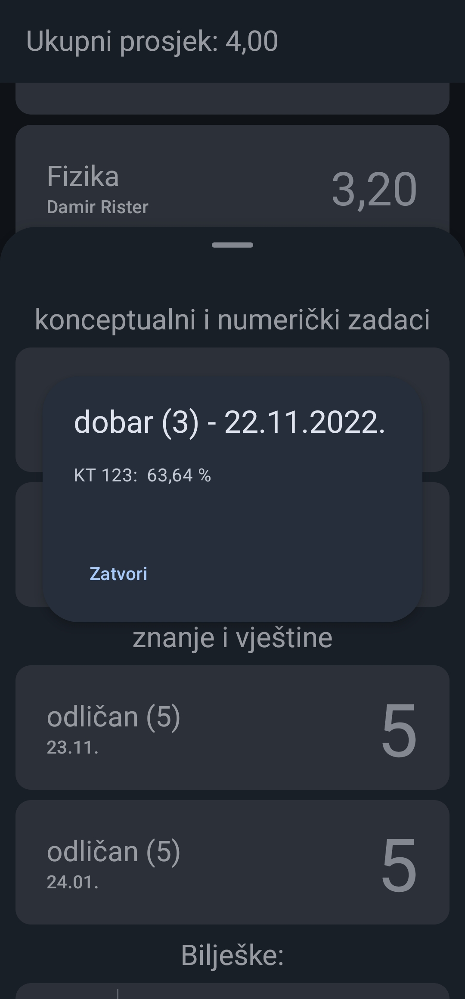 Ukupni prosjek: 4,00
Fizika
3,20
Damir Rister
konceptualni i numerički zadaci
dobar (3) - 22.11.2022.
KT 123:  63,64 %
Zatvori
znanje i vještine
odličan (5)
5
23.11.
odličan (5)
5
24.01.
Bilješke: